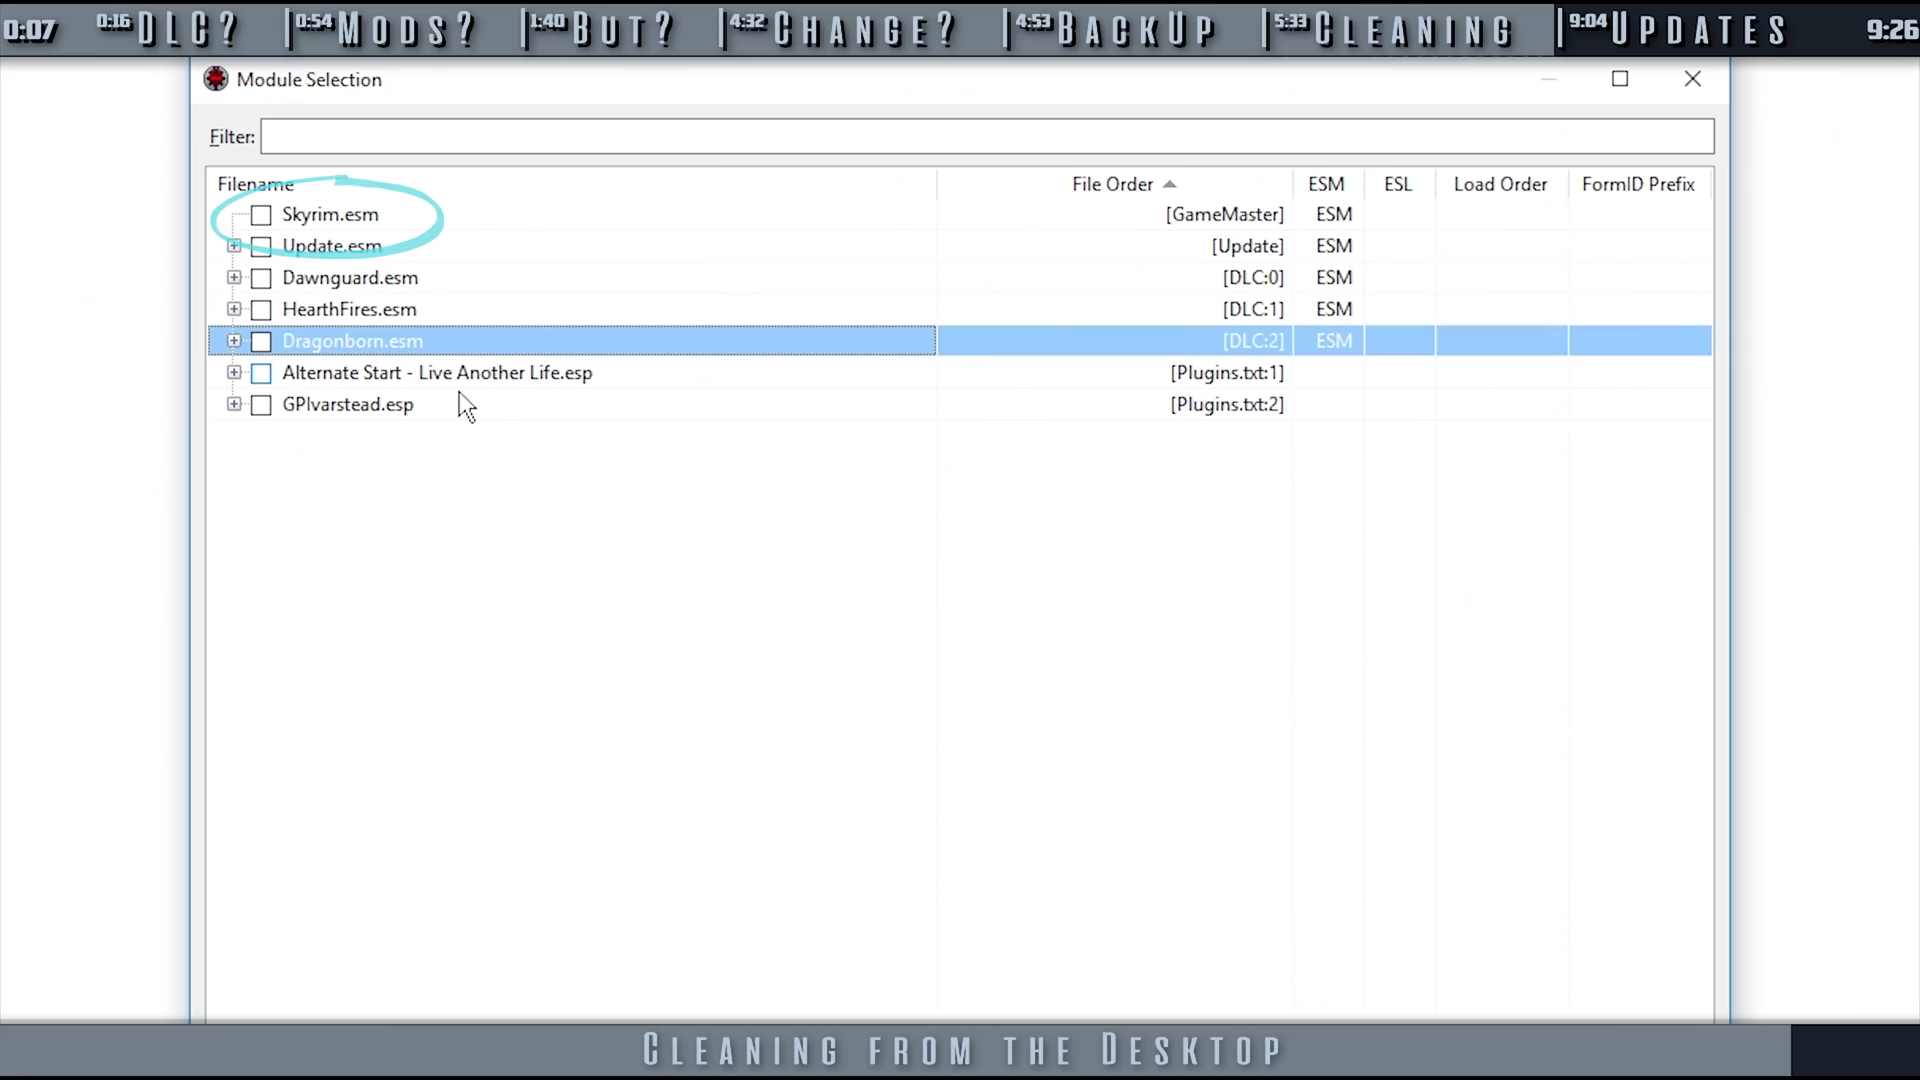 0:07 0:16 DLC? 0:54 MODS? 1:40 BUT? 4:32 CHANGE? 4:53 BACKUP 5:33 CLEANING 9:04 UPDATES 9:26
Module Selection
Filter:
Filename File Order ESM ESL Load Order FormID Prefix
Skyrim.esm [GameMaster] ESM
Update.esm [Update] ESM
Dawnguard.esm [DLC:0] ESM
HearthFires.esm [DLC:1] ESM
Dragonborn.esm [DLC:2] ESM
Alternate Start - Live Another Life.esp [Plugins.txt:1]
GPIvarstead.esp [Plugins.txt:2]
CLEANING FROM THE DESKTOP